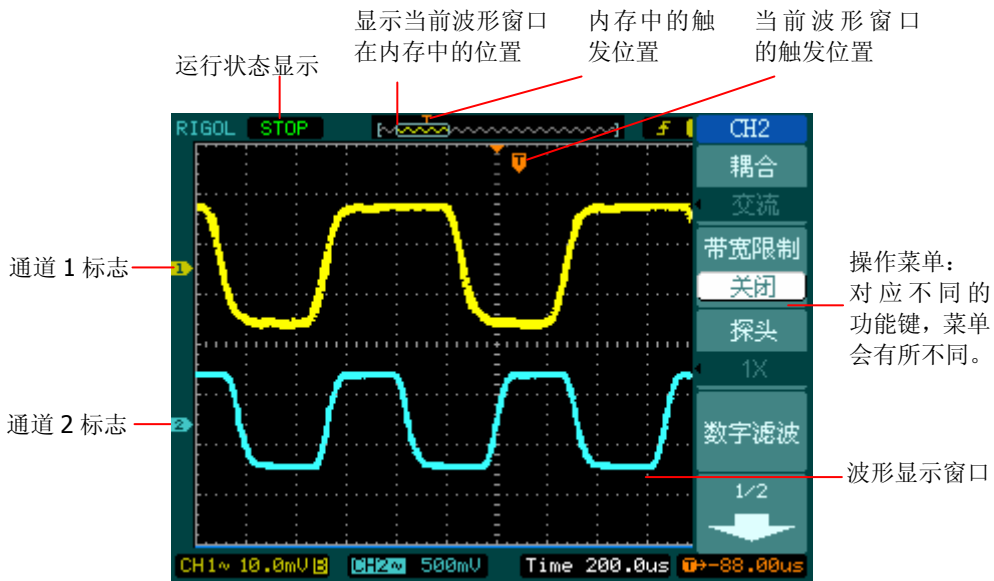 显示当前波形窗口
在内存中的位置
内存中的触
发位置
当前波形窗口
的触发位置
运行状态显示
RIGOL STOP
T
CH2
T
耦合
交流
通道 1 标志
1
带宽限制
关闭
操作菜单：
对应不同的
功能键，菜单
会有所不同。
探头
1X
通道 2 标志
2
数字滤波
波形显示窗口
1/2
CH1~ 10.0mV B CH2~ 500mV Time 200.0us T→-88.00us